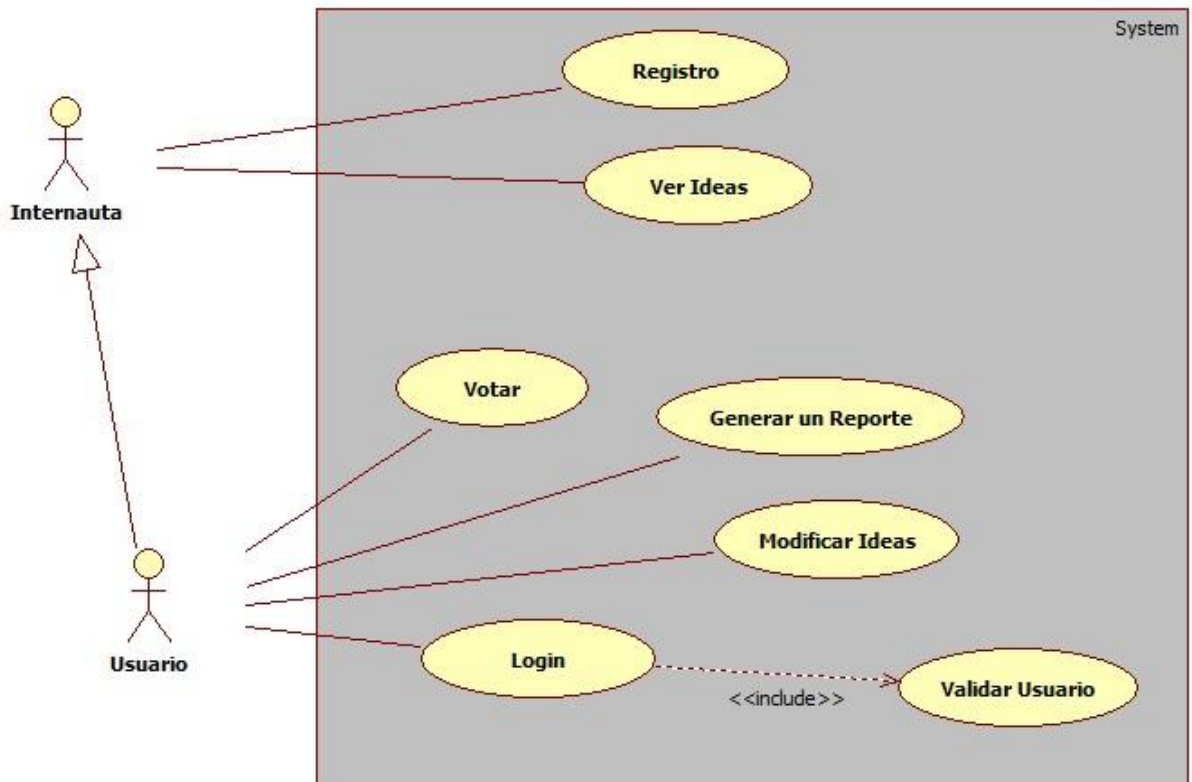 System
Registro
Internauta
Ver Ideas
Votar
Generar un Reporte
Modificar Ideas
Usuario
Login
<<include>>
Validar Usuario